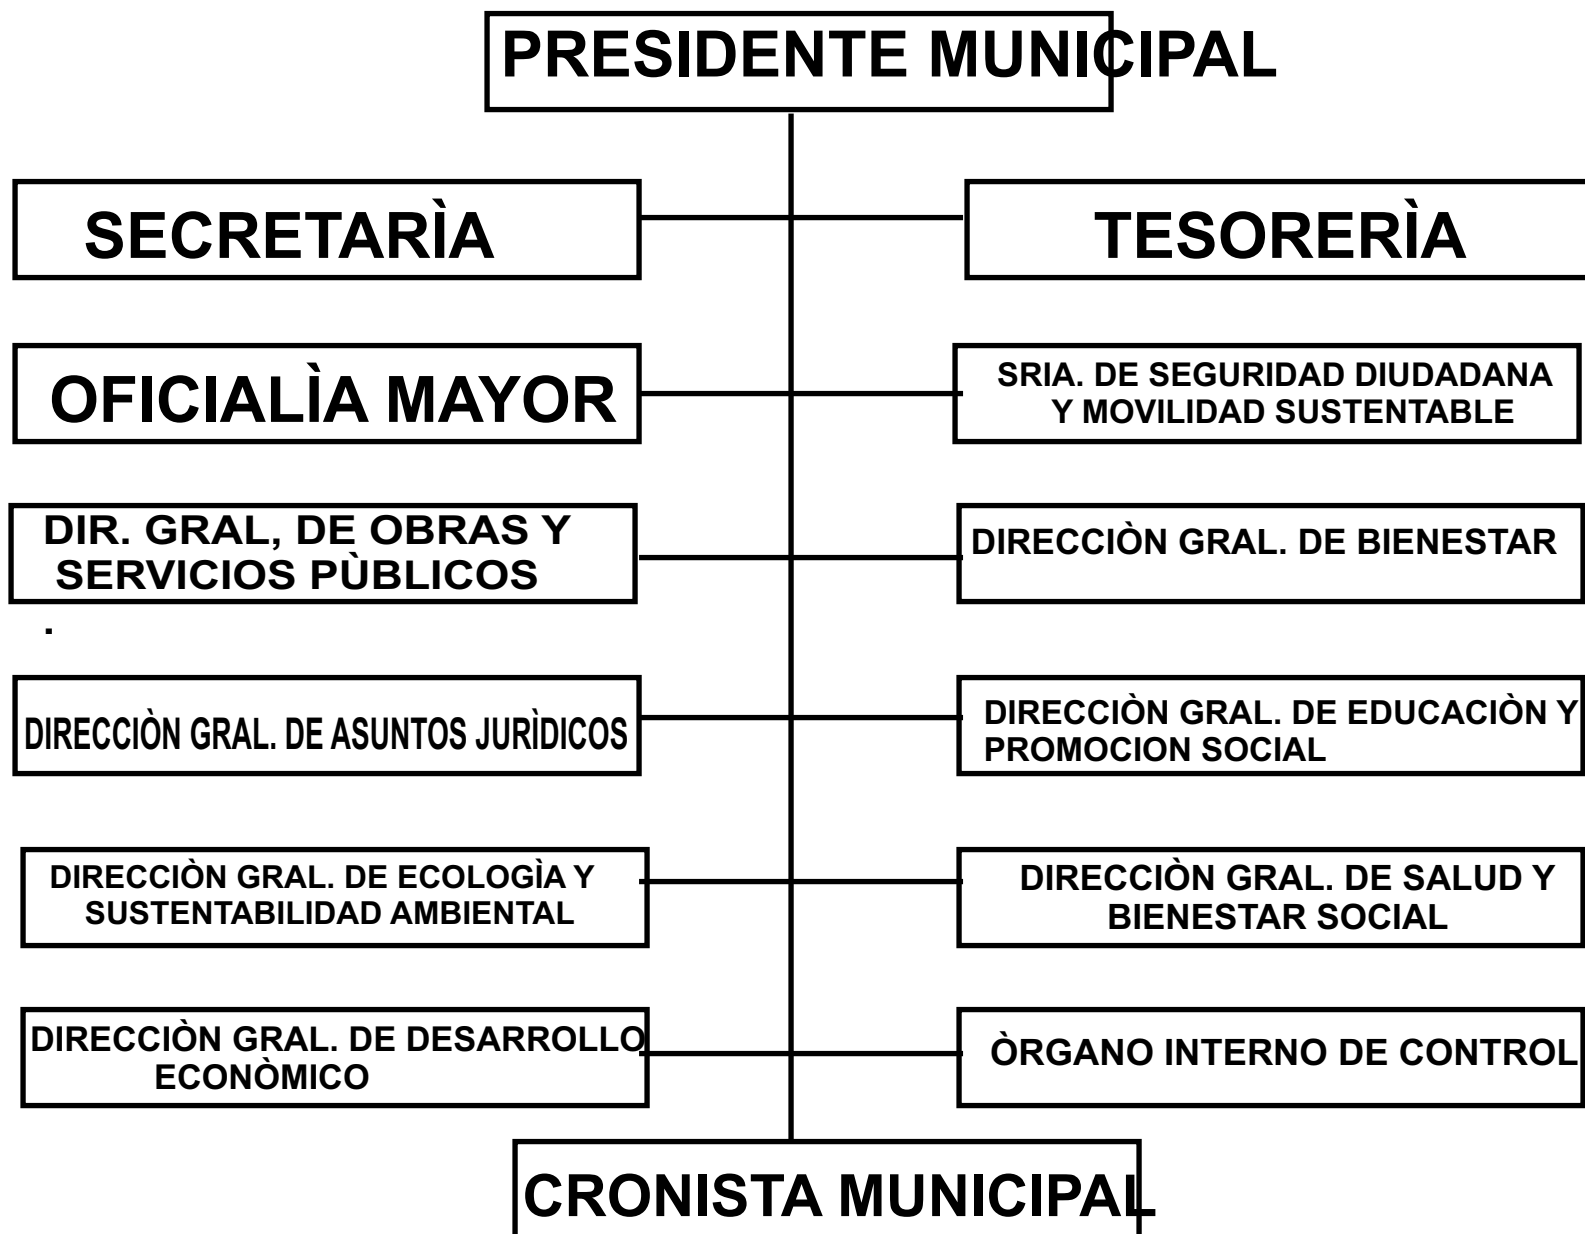 PRESIDENTE MUNICIPAL
SECRETARÌA
TESORERÌA
OFICIALÌA MAYOR
SRIA. DE SEGURIDAD DIUDADANA
Y MOVILIDAD SUSTENTABLE
DIR. GRAL, DE OBRAS Y
SERVICIOS PÙBLICOS
.
DIRECCIÒN GRAL. DE BIENESTAR
DIRECCIÒN GRAL. DE ASUNTOS JURÌDICOS
DIRECCIÒN GRAL. DE EDUCACIÒN Y
PROMOCION SOCIAL
DIRECCIÒN GRAL. DE ECOLOGÌA Y
SUSTENTABILIDAD AMBIENTAL
DIRECCIÒN GRAL. DE SALUD Y
BIENESTAR SOCIAL
DIRECCIÒN GRAL. DE DESARROLLO
ECONÒMICO
ÒRGANO INTERNO DE CONTROL
CRONISTA MUNICIPAL